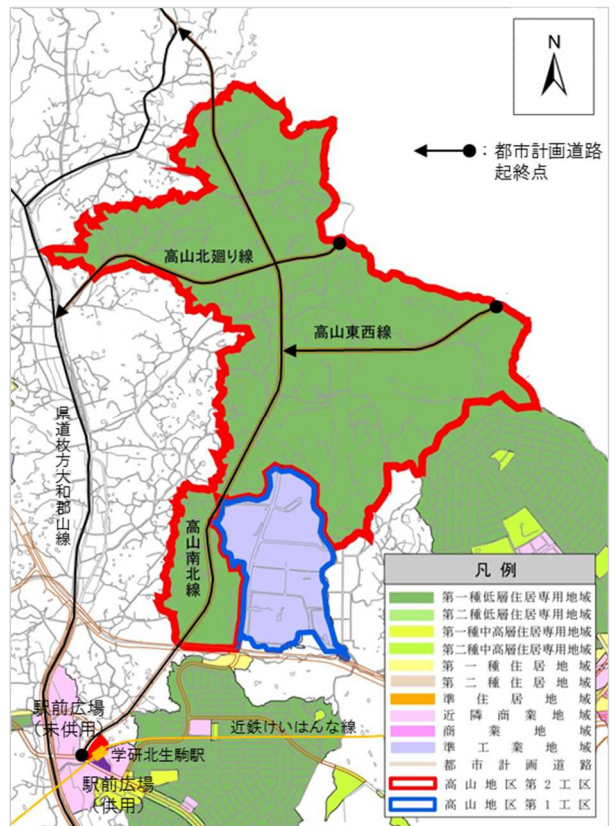 N
：都市計画道路
起終点
高山北廻り線
高山東西線
県道枚方大和郡山線
高山南北線
駅前広場
（未供用）
近鉄けいはんな線
学研北生駒駅
駅前広場
（供用）
凡例
第一種低層住居専用地域
第二種低層住居専用地域
第一種中高層住居専用地域
第二種中高層住居専用地域
第一種住居地域
第二種住居地域
準住居地域
近隣商業地域
商業地域
準工業地域
都市計画道路
高山地区第2工区
高山地区第1工区